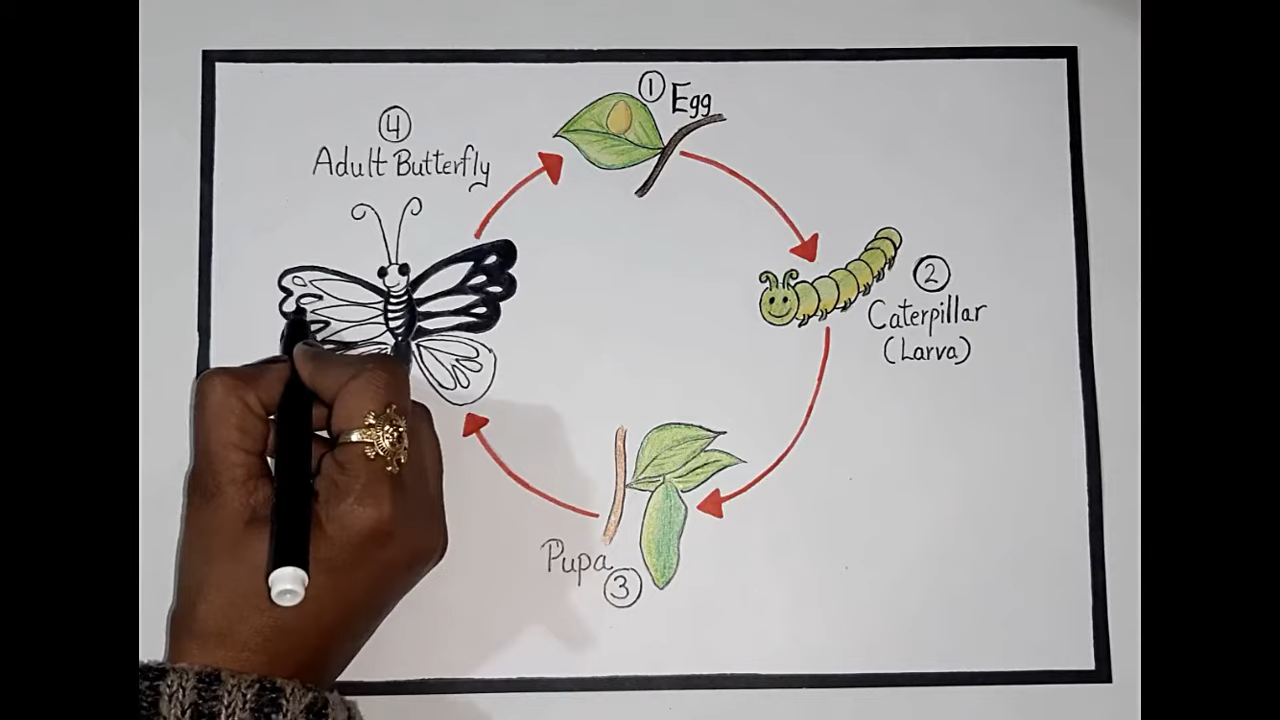 ① Egg
②
Caterpillar
(Larva)
Pupa
③
④
Adult Butterfly